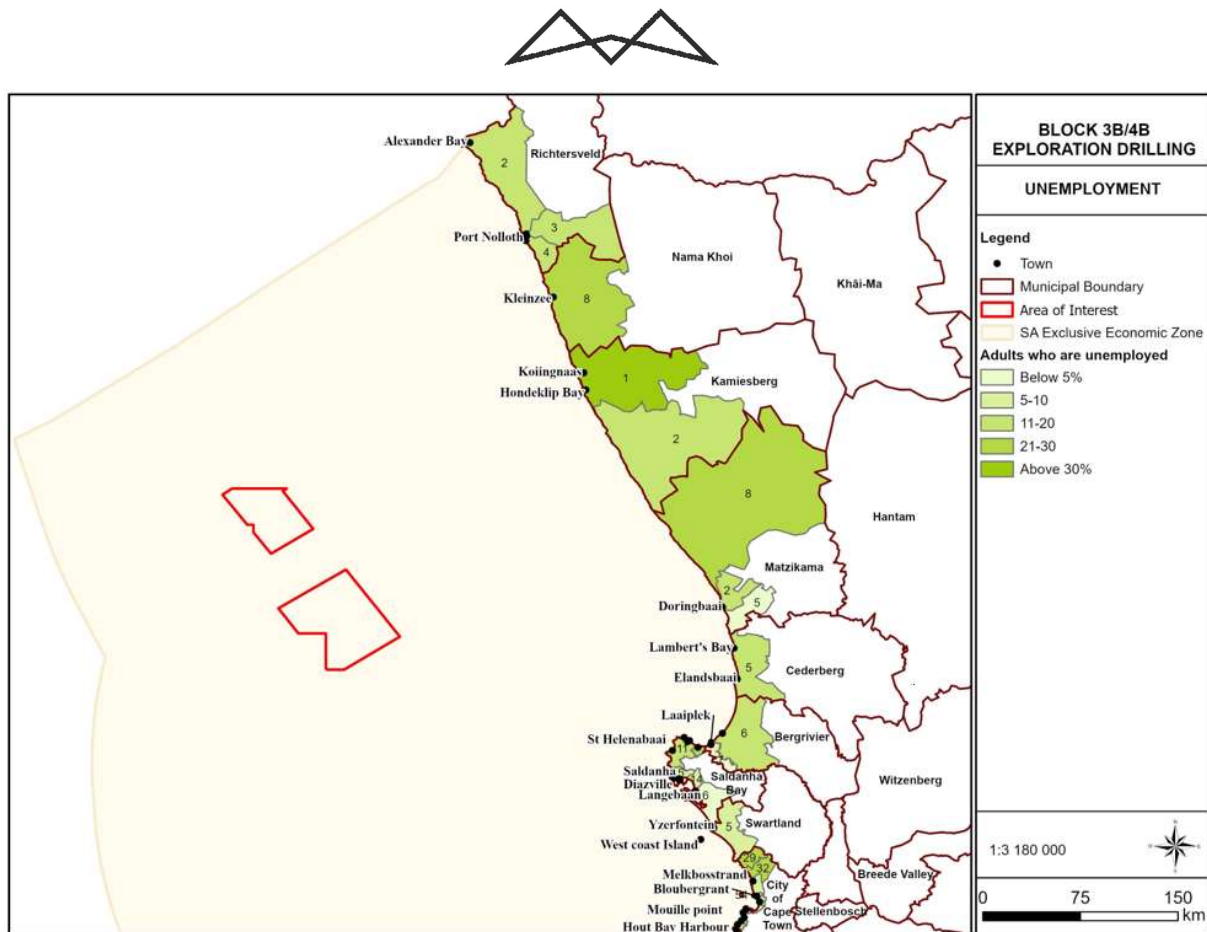 BLOCK 3B/4B
EXPLORATION DRILLING
UNEMPLOYMENT
Legend
Town
Municipal Boundary
Area of Interest
SA Exclusive Economic Zone
Adults who are unemployed
Below 5%
5-10
11-20
21-30
Above 30%
1:3 180 000
0 75 150
km
Alexander Bay
Richtersveld
2
3
Port Nolloth
4
Nama Khoi
Khâi-Ma
Kleinzee
8
Koiingnaas
1
Kamiesberg
Hondeklip Bay
2
8
Hantam
Matzikama
2
5
Doringbaai
Lambert's Bay
5
Cederberg
Elandsbaai
Laaiplek
6
Bergrivier
St Helenabaai
11
Witzenberg
Saldanha
Saldanha
Bay
Diazville
Langebaan
6
Yzerfontein
5
Swartland
West coast Island
29
32
Melkbosstrand
Breede Valley
Bloubergrant
City
of
Cape
Town
Mouille point
Stellenbosch
Hout Bay Harbour